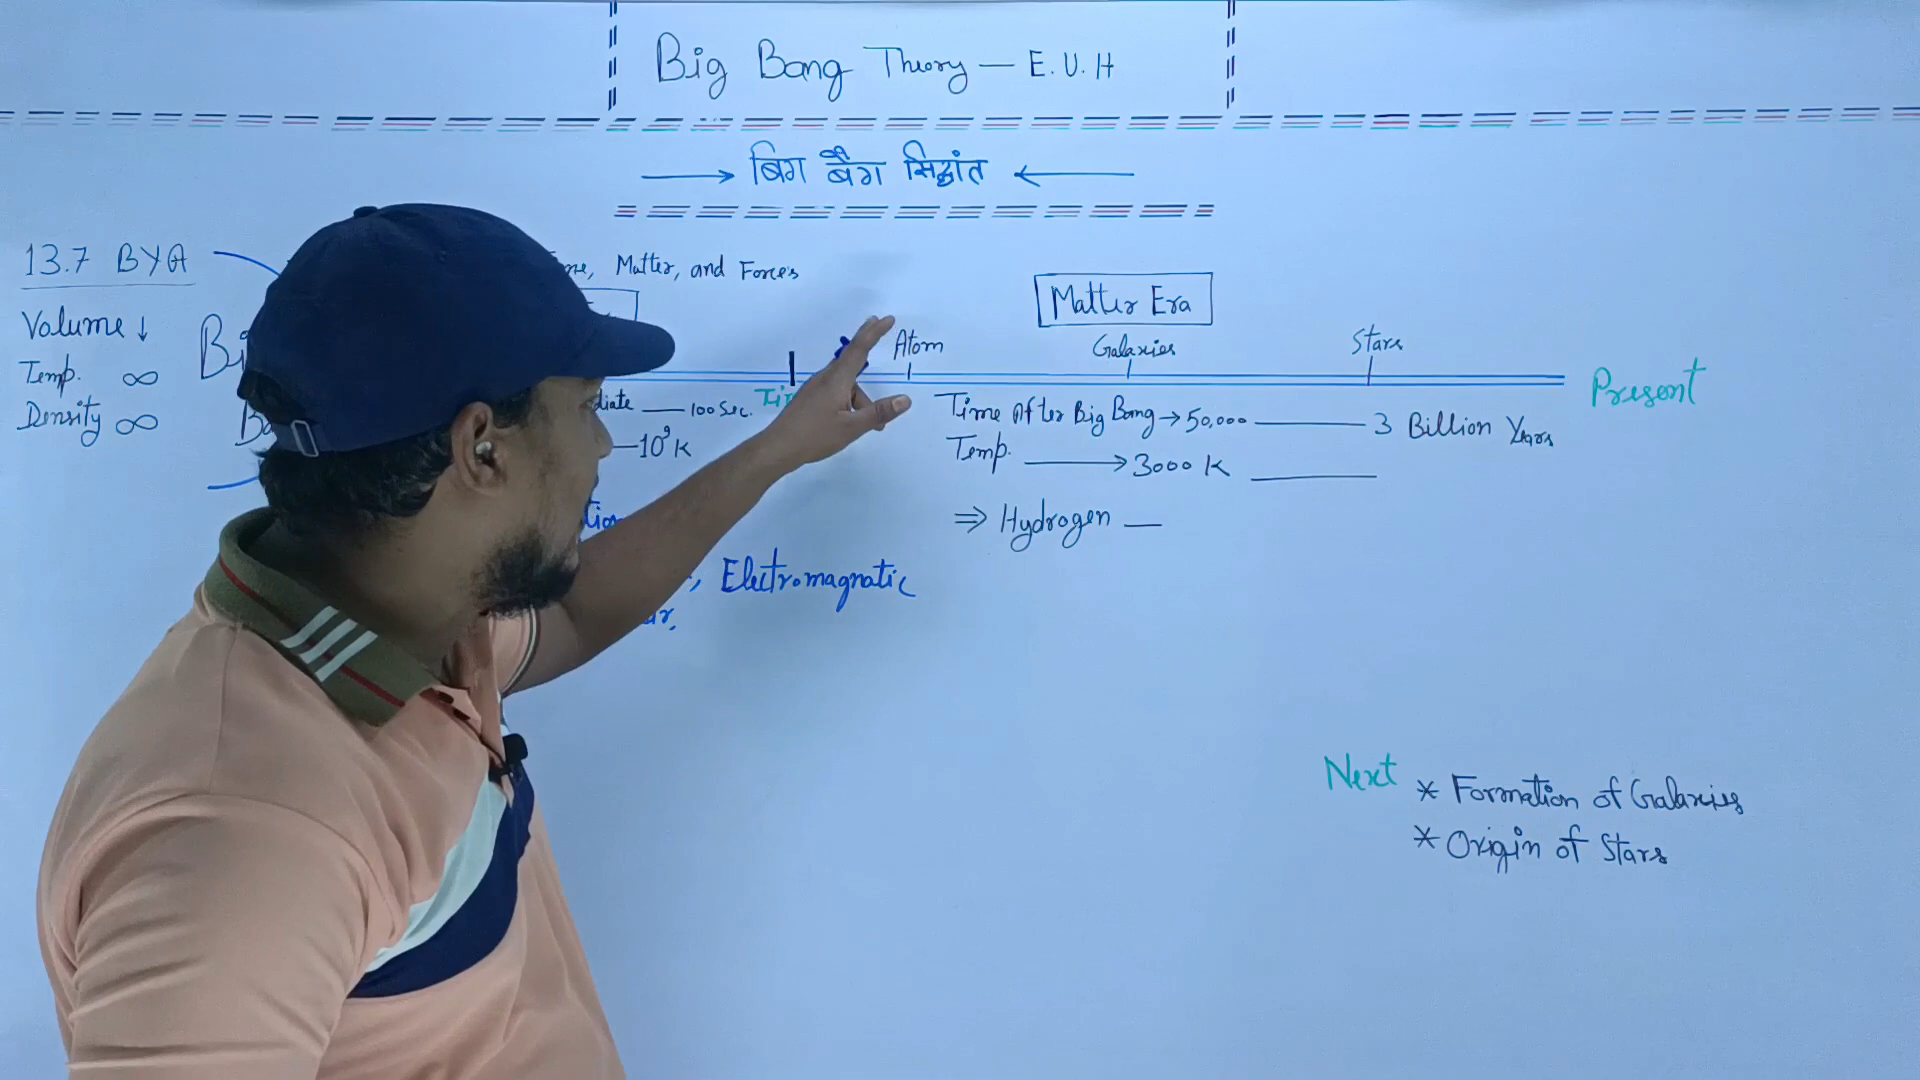 Big Bang Theory — E.U.H
→ बिग बैंग सिद्धांत ←
13.7 BYA
Volume ↓
Temp. ∞
Density ∞
Matter, and Forces
Matter Era
Atom
Galaxies
Stars
Present
100 Sec.
10⁹ K
Time After Big Bang → 50,000 —— 3 Billion Years
Temp. —— → 3000 K ——
⇒ Hydrogen —
, Electromagnetic
Next
* Formation of Galaxies
* Origin of Stars